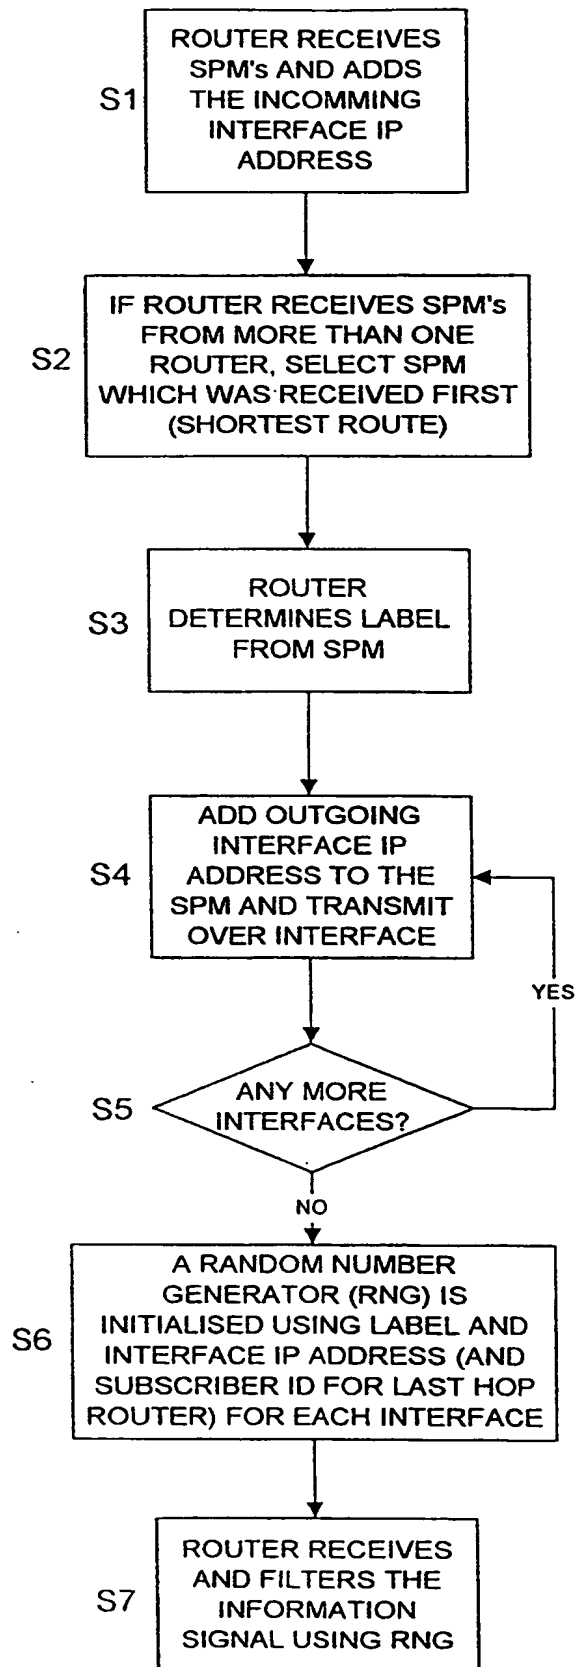 S1
ROUTER RECEIVES
SPM's AND ADDS
THE INCOMMING
INTERFACE IP
ADDRESS
S2
IF ROUTER RECEIVES SPM's
FROM MORE THAN ONE
ROUTER, SELECT SPM
WHICH WAS RECEIVED FIRST
(SHORTEST ROUTE)
S3
ROUTER
DETERMINES LABEL
FROM SPM
S4
ADD OUTGOING
INTERFACE IP
ADDRESS TO THE
SPM AND TRANSMIT
OVER INTERFACE
YES
S5
ANY MORE
INTERFACES?
NO
S6
A RANDOM NUMBER
GENERATOR (RNG) IS
INITIALISED USING LABEL AND
INTERFACE IP ADDRESS (AND
SUBSCRIBER ID FOR LAST HOP
ROUTER) FOR EACH INTERFACE
S7
ROUTER RECEIVES
AND FILTERS THE
INFORMATION
SIGNAL USING RNG